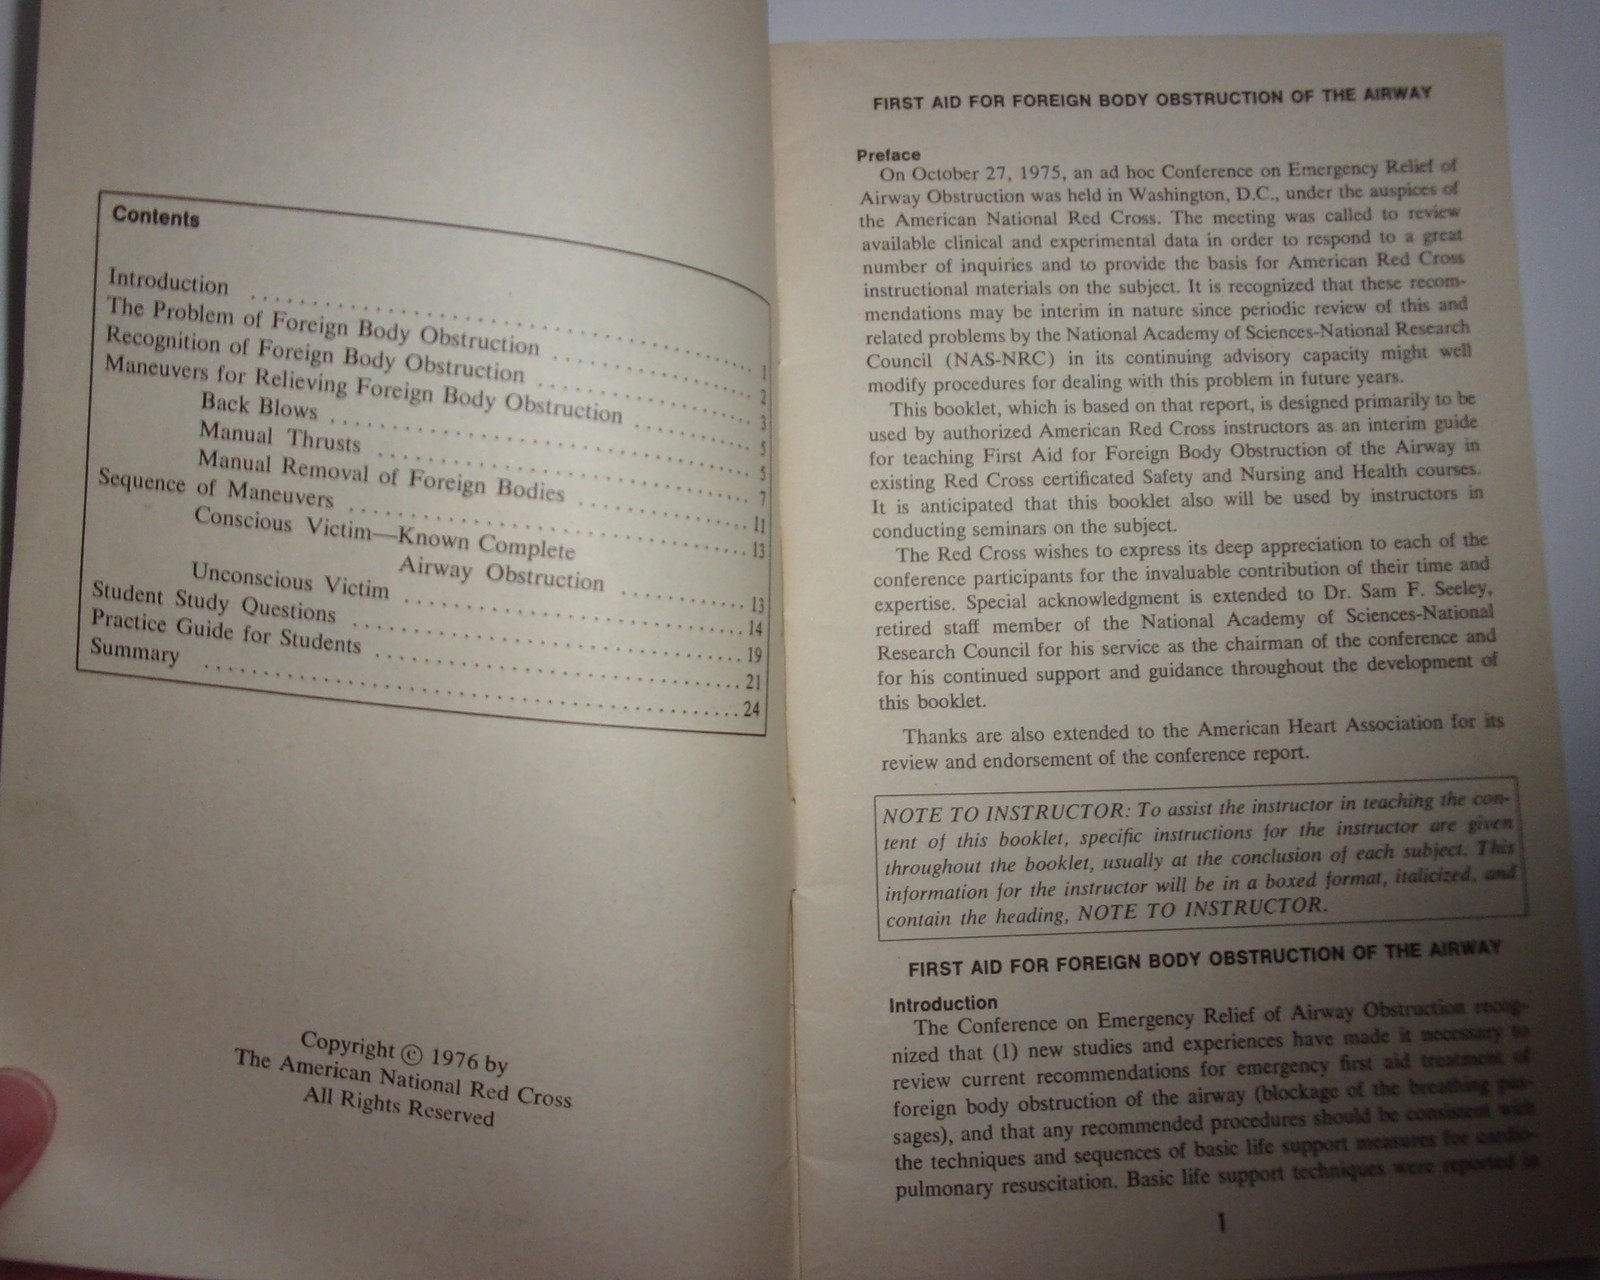 Contents
Introduction . . . . . . . . . . . . . . . . . . . . . . . . 1
The Problem of Foreign Body Obstruction . . . . . . . . . . . . 2
Recognition of Foreign Body Obstruction . . . . . . . . . . . . 3
Maneuvers for Relieving Foreign Body Obstruction . . . . . . . . 5
Back Blows . . . . . . . . . . . . . . . . . . . . . . . . 5
Manual Thrusts . . . . . . . . . . . . . . . . . . . . . . . . 7
Manual Removal of Foreign Bodies . . . . . . . . . . . . 11
Sequence of Maneuvers . . . . . . . . . . . . . . . . . . . . 13
Conscious Victim—Known Complete
Airway Obstruction . . . . . . . . . . 13
Unconscious Victim . . . . . . . . . . . . . . . . . . . . 14
Student Study Questions . . . . . . . . . . . . . . . . . . . . 19
Practice Guide for Students . . . . . . . . . . . . . . . . . . 21
Summary . . . . . . . . . . . . . . . . . . . . . . . . . . 24
Copyright © 1976 by
The American National Red Cross
All Rights Reserved
FIRST AID FOR FOREIGN BODY OBSTRUCTION OF THE AIRWAY
Preface
On October 27, 1975, an ad hoc Conference on Emergency Relief of
Airway Obstruction was held in Washington, D.C., under the auspices of
the American National Red Cross. The meeting was called to review
available clinical and experimental data in order to respond to a great
number of inquiries and to provide the basis for American Red Cross
instructional materials on the subject. It is recognized that these recom-
mendations may be interim in nature since periodic review of this and
related problems by the National Academy of Sciences-National Research
Council (NAS-NRC) in its continuing advisory capacity might well
modify procedures for dealing with this problem in future years.
This booklet, which is based on that report, is designed primarily to be
used by authorized American Red Cross instructors as an interim guide
for teaching First Aid for Foreign Body Obstruction of the Airway in
existing Red Cross certificated Safety and Nursing and Health courses.
It is anticipated that this booklet also will be used by instructors in
conducting seminars on the subject.
The Red Cross wishes to express its deep appreciation to each of the
conference participants for the invaluable contribution of their time and
expertise. Special acknowledgment is extended to Dr. Sam F. Seeley,
retired staff member of the National Academy of Sciences-National
Research Council for his service as the chairman of the conference and
for his continued support and guidance throughout the development of
this booklet.
Thanks are also extended to the American Heart Association for its
review and endorsement of the conference report.
NOTE TO INSTRUCTOR: To assist the instructor in teaching the con-
tent of this booklet, specific instructions for the instructor are given
throughout the booklet, usually at the conclusion of each subject. This
information for the instructor will be in a boxed format, italicized, and
contain the heading, NOTE TO INSTRUCTOR.
FIRST AID FOR FOREIGN BODY OBSTRUCTION OF THE AIRWAY
Introduction
The Conference on Emergency Relief of Airway Obstruction recog-
nized that (1) new studies and experiences have made it necessary to
review current recommendations for emergency first aid treatment of
foreign body obstruction of the airway (blockage of the breathing pas-
sages), and that any recommended procedures should be consistent with
the techniques and sequences of basic life support measures for cardio-
pulmonary resuscitation. Basic life support techniques were reported in
1